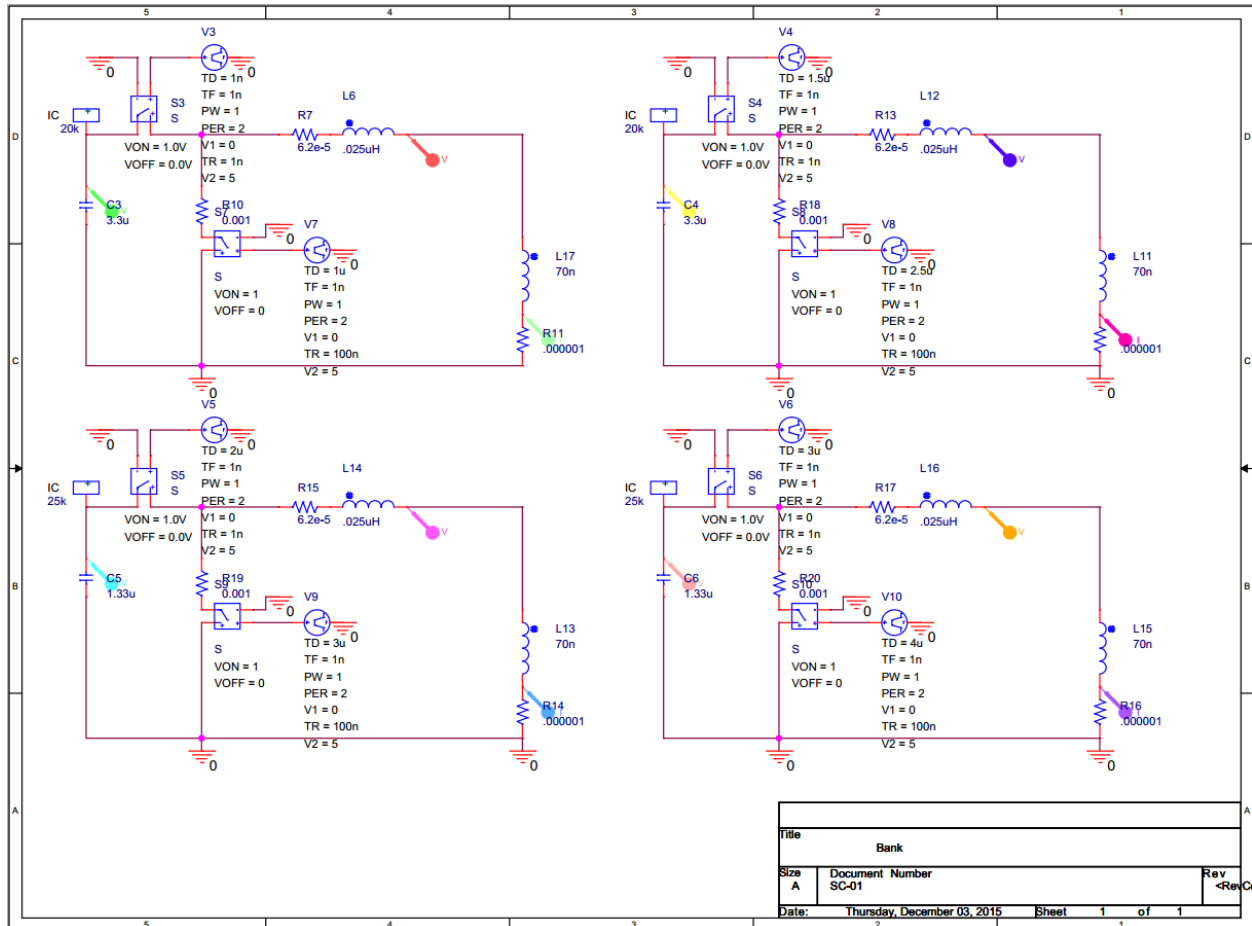 5 4 3 2 1
D
C
B
A
V3
0
0
TD = 1n
TF = 1n
PW = 1
PER = 2
V1 = 0
TR = 1n
V2 = 5
S3
S
IC
20k
VON = 1.0V
VOFF = 0.0V
R7
6.2e-5
L6
.025uH
V
C3
3.3u
R10
0.001
S7
S
VON = 1
VOFF = 0
0
V7
0
TD = 1u
TF = 1n
PW = 1
PER = 2
V1 = 0
TR = 100n
V2 = 5
L17
70n
R11
.000001
0
V4
0
0
TD = 1.5u
TF = 1n
PW = 1
PER = 2
V1 = 0
TR = 1n
V2 = 5
S4
S
IC
20k
VON = 1.0V
VOFF = 0.0V
R13
6.2e-5
L12
.025uH
V
C4
3.3u
R18
0.001
S8
S
VON = 1
VOFF = 0
0
V8
0
TD = 2.5u
TF = 1n
PW = 1
PER = 2
V1 = 0
TR = 100n
V2 = 5
L11
70n
I
.000001
0
0
V5
0
0
TD = 2u
TF = 1n
PW = 1
PER = 2
V1 = 0
TR = 1n
V2 = 5
S5
S
IC
25k
VON = 1.0V
VOFF = 0.0V
R15
6.2e-5
L14
.025uH
V
C5
1.33u
R19
0.001
S9
S
VON = 1
VOFF = 0
0
V9
0
TD = 3u
TF = 1n
PW = 1
PER = 2
V1 = 0
TR = 100n
V2 = 5
L13
70n
R14
.000001
0
0
V6
0
0
TD = 3u
TF = 1n
PW = 1
PER = 2
V1 = 0
TR = 1n
V2 = 5
S6
S
IC
25k
VON = 1.0V
VOFF = 0.0V
R17
6.2e-5
L16
.025uH
V
C6
1.33u
R20
0.001
S10
S
VON = 1
VOFF = 0
0
V10
0
TD = 4u
TF = 1n
PW = 1
PER = 2
V1 = 0
TR = 100n
V2 = 5
L15
70n
R16
.000001
0
0
D
C
B
A
Title
Bank
Size
A
Document Number
SC-01
Rev
Date: Thursday, December 03, 2015
Sheet 1 of 1
5 4 3 2 1